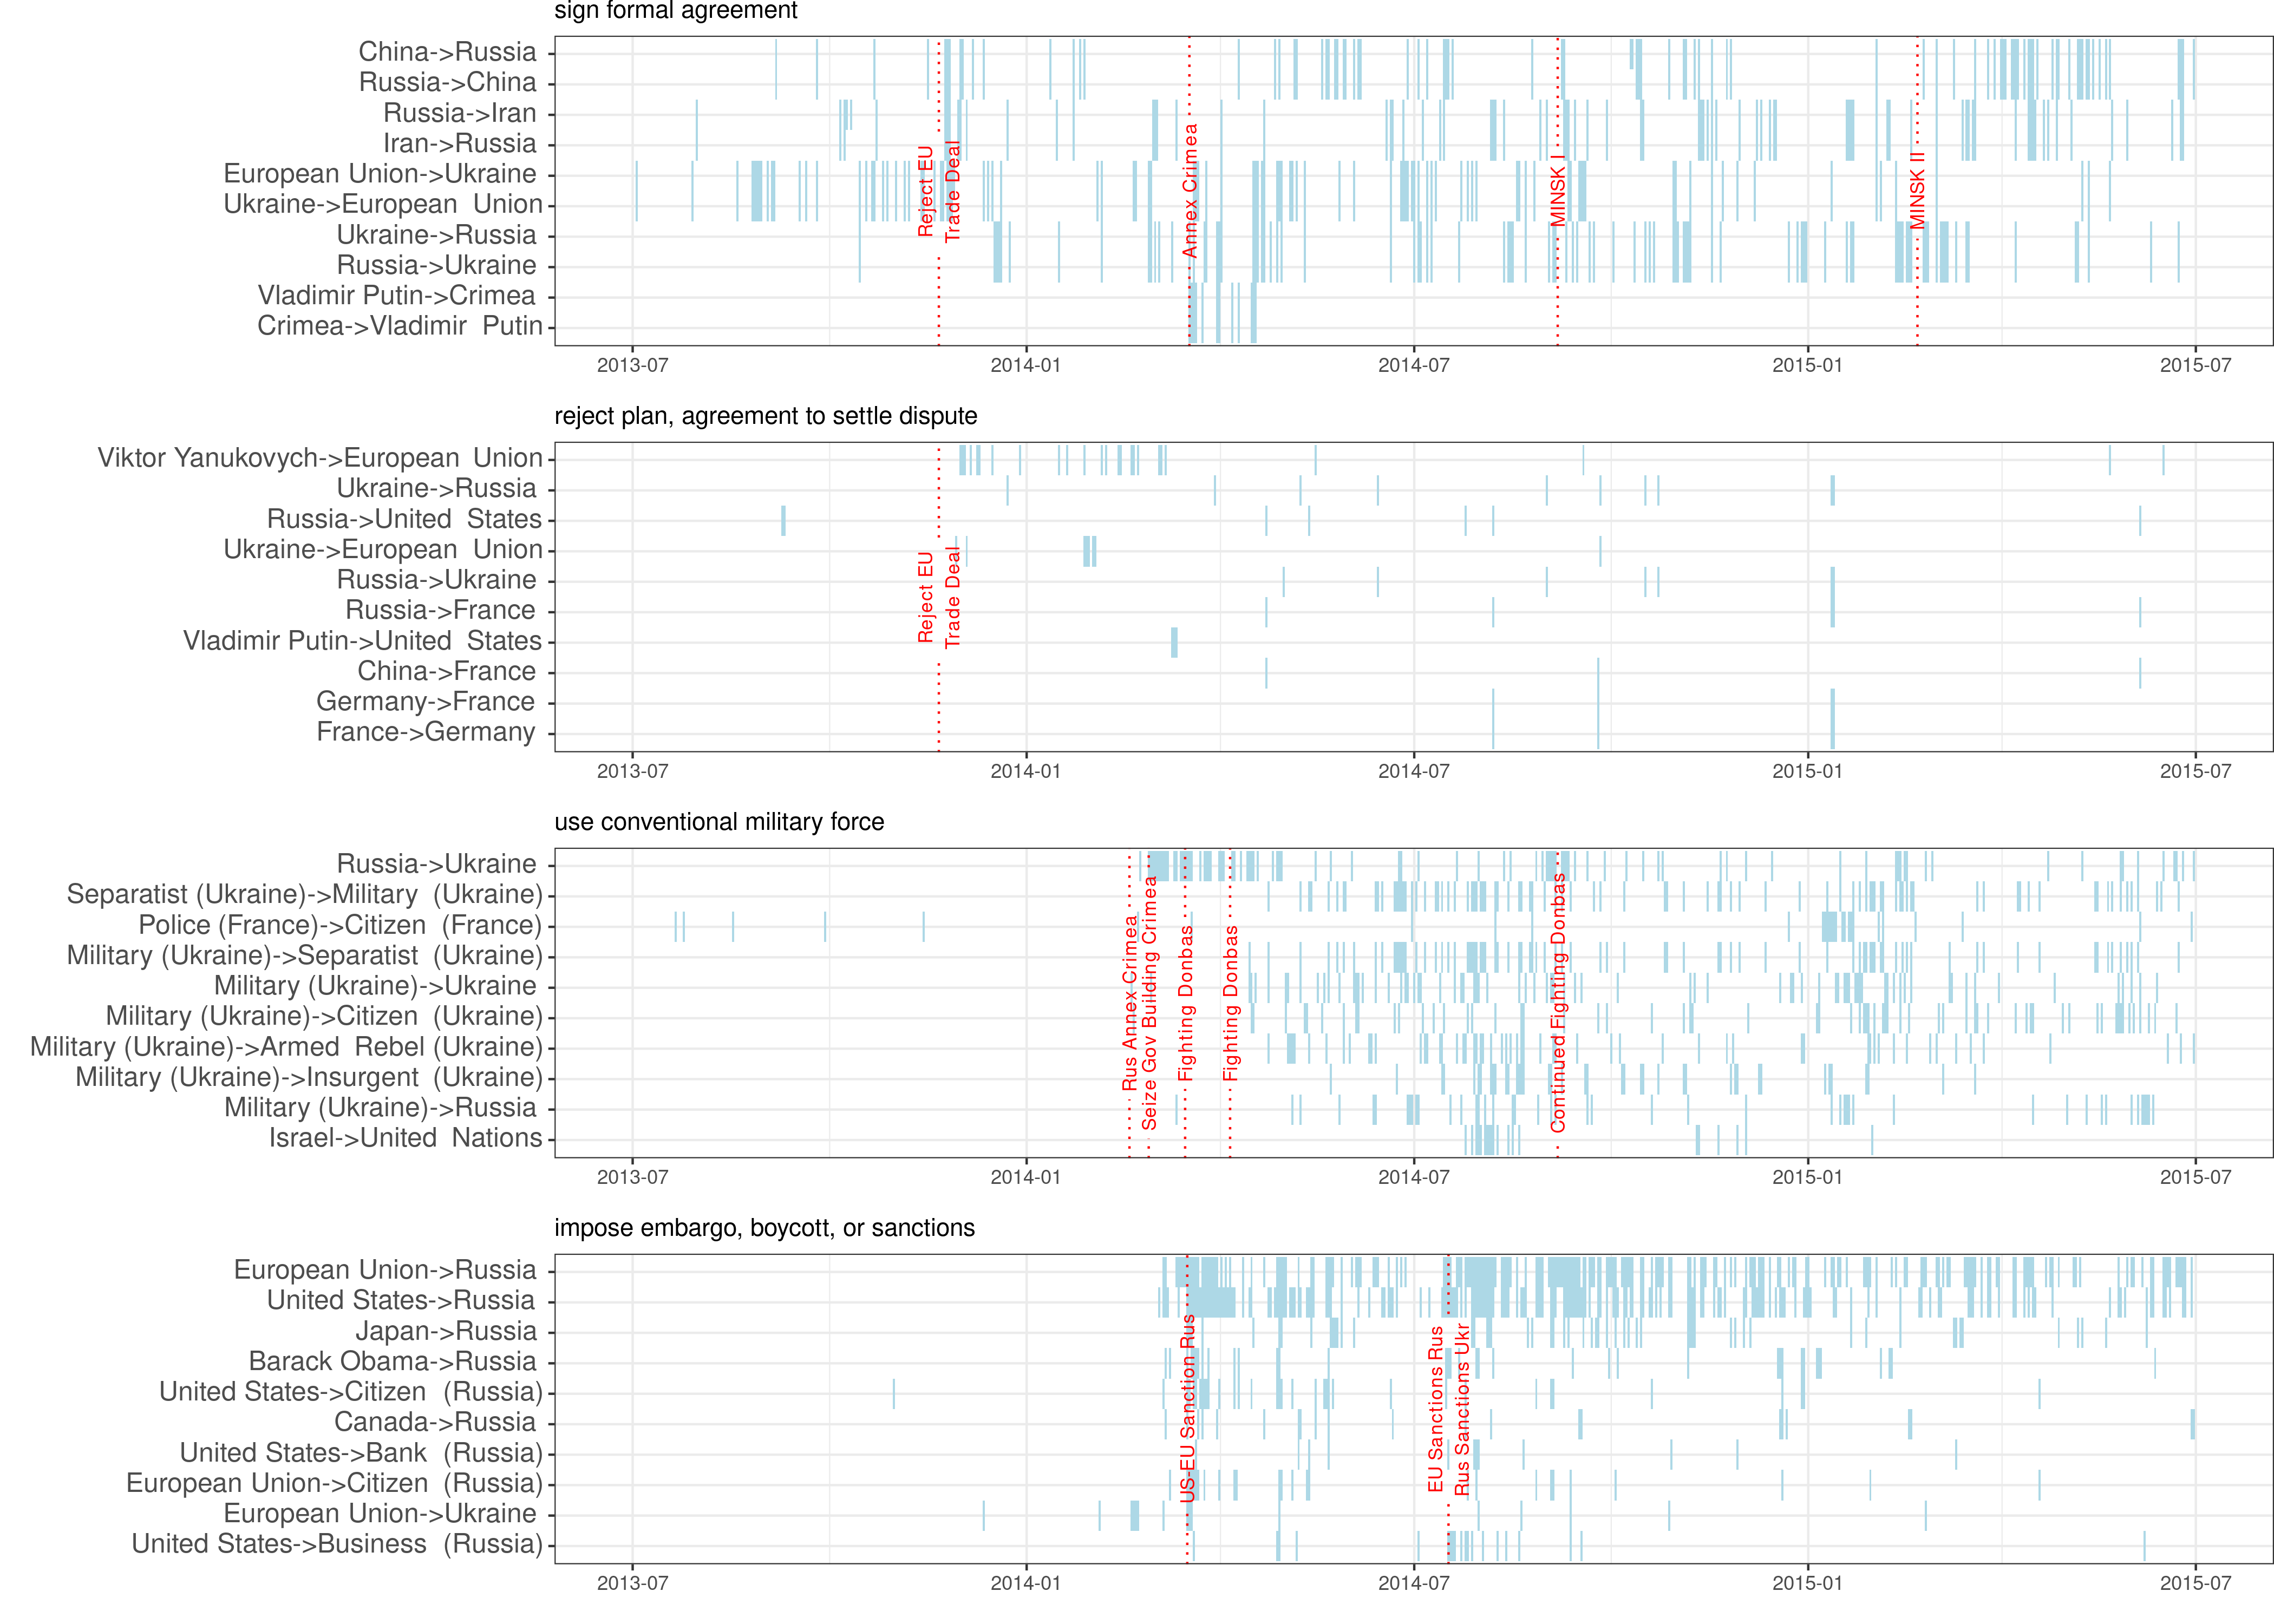 sign formal agreement
China->Russia
Russia->China
Russia->Iran
Iran->Russia
European Union->Ukraine
Ukraine->European Union
Ukraine->Russia
Russia->Ukraine
Vladimir Putin->Crimea
Crimea->Vladimir Putin
Reject EU
Trade Deal
Annex Crimea
MINSK I
MINSK II
2013-07 2014-01 2014-07 2015-01 2015-07
reject plan, agreement to settle dispute
Viktor Yanukovych->European Union
Ukraine->Russia
Russia->United States
Ukraine->European Union
Russia->Ukraine
Russia->France
Vladimir Putin->United States
China->France
Germany->France
France->Germany
Reject EU
Trade Deal
2013-07 2014-01 2014-07 2015-01 2015-07
use conventional military force
Russia->Ukraine
Separatist (Ukraine)->Military (Ukraine)
Police (France)->Citizen (France)
Military (Ukraine)->Separatist (Ukraine)
Military (Ukraine)->Ukraine
Military (Ukraine)->Citizen (Ukraine)
Military (Ukraine)->Armed Rebel (Ukraine)
Military (Ukraine)->Insurgent (Ukraine)
Military (Ukraine)->Russia
Israel->United Nations
Rus Annex Crimea
Seize Gov Building Crimea
Fighting Donbas
Fighting Donbas
Continued Fighting Donbas
2013-07 2014-01 2014-07 2015-01 2015-07
impose embargo, boycott, or sanctions
European Union->Russia
United States->Russia
Japan->Russia
Barack Obama->Russia
United States->Citizen (Russia)
Canada->Russia
United States->Bank (Russia)
European Union->Citizen (Russia)
European Union->Ukraine
United States->Business (Russia)
US-EU Sanction Rus
EU Sanctions Rus
Rus Sanctions Ukr
2013-07 2014-01 2014-07 2015-01 2015-07